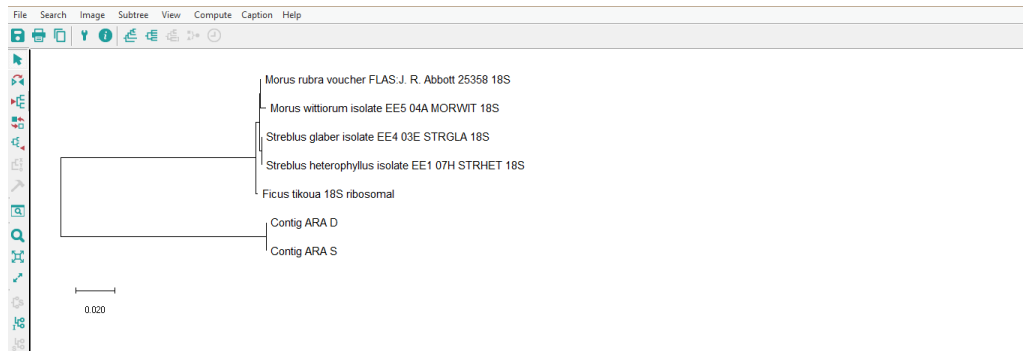 File Search Image Subtree View Compute Caption Help
Morus rubra voucher FLAS:J. R. Abbott 25358 18S
Morus wittiorum isolate EE5 04A MORWIT 18S
Streblus glaber isolate EE4 03E STRGLA 18S
Streblus heterophyllus isolate EE1 07H STRHET 18S
Ficus tikoua 18S ribosomal
Contig ARA D
Contig ARA S
0.020